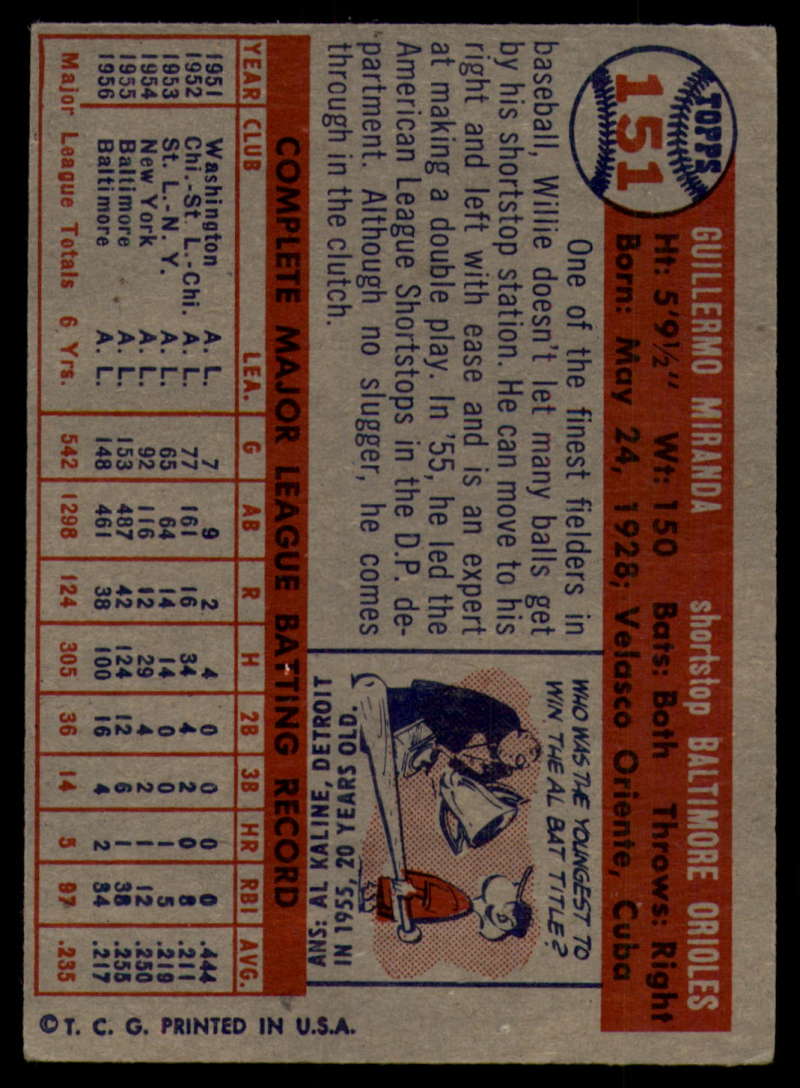 TOPPS
151
GUILLERMO MIRANDA shortstop BALTIMORE ORIOLES
Ht: 5'9½" Wt: 150 Bats: Both Throws: Right
Born: May 24, 1928; Velasco Oriente, Cuba
One of the finest fielders in
baseball, Willie doesn't let many balls get
by his shortstop station. He can move to his
right and left with ease and is an expert
at making a double play. In '55, he led the
American League Shortstops in the D.P. de-
partment. Although no slugger, he comes
through in the clutch.
WHO WAS THE YOUNGEST TO
WIN THE AL BAT TITLE?
ANS: AL KALINE, DETROIT
IN 1955, 20 YEARS OLD.
COMPLETE MAJOR LEAGUE BATTING RECORD
YEAR CLUB LEA. G AB R H 2B 3B HR RBI AVG.
1951 Washington A. L. 7 9 2 4 0 0 0 0 .444
1952 Chi.-St. L.-Chi. A. L. 77 161 16 34 4 2 0 8 .211
1953 St. L.-N. Y. A. L. 65 64 14 14 0 0 1 5 .219
1954 New York A. L. 92 116 12 29 4 2 1 12 .250
1955 Baltimore A. L. 153 487 42 124 12 6 1 38 .255
1956 Baltimore A. L. 148 461 38 100 16 4 2 34 .217
Major League Totals 6 Yrs. 542 1298 124 305 36 14 5 97 .235
© T. C. G. PRINTED IN U.S.A.